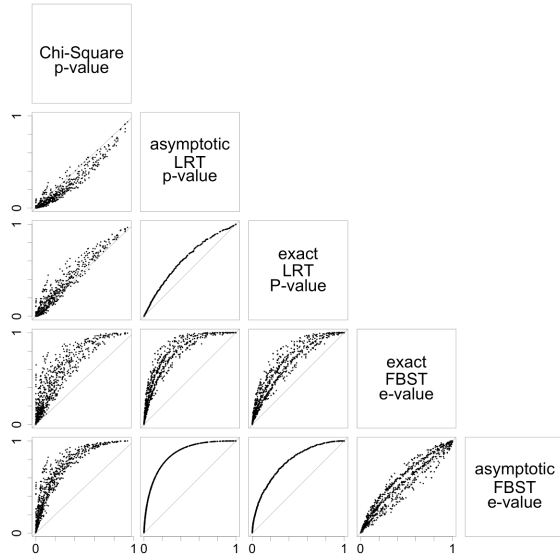 Chi-Square
p-value
1
0
asymptotic
LRT
p-value
1
0
exact
LRT
P-value
1
0
exact
FBST
e-value
1
0
asymptotic
FBST
e-value
0 1 0 1 0 1 0 1